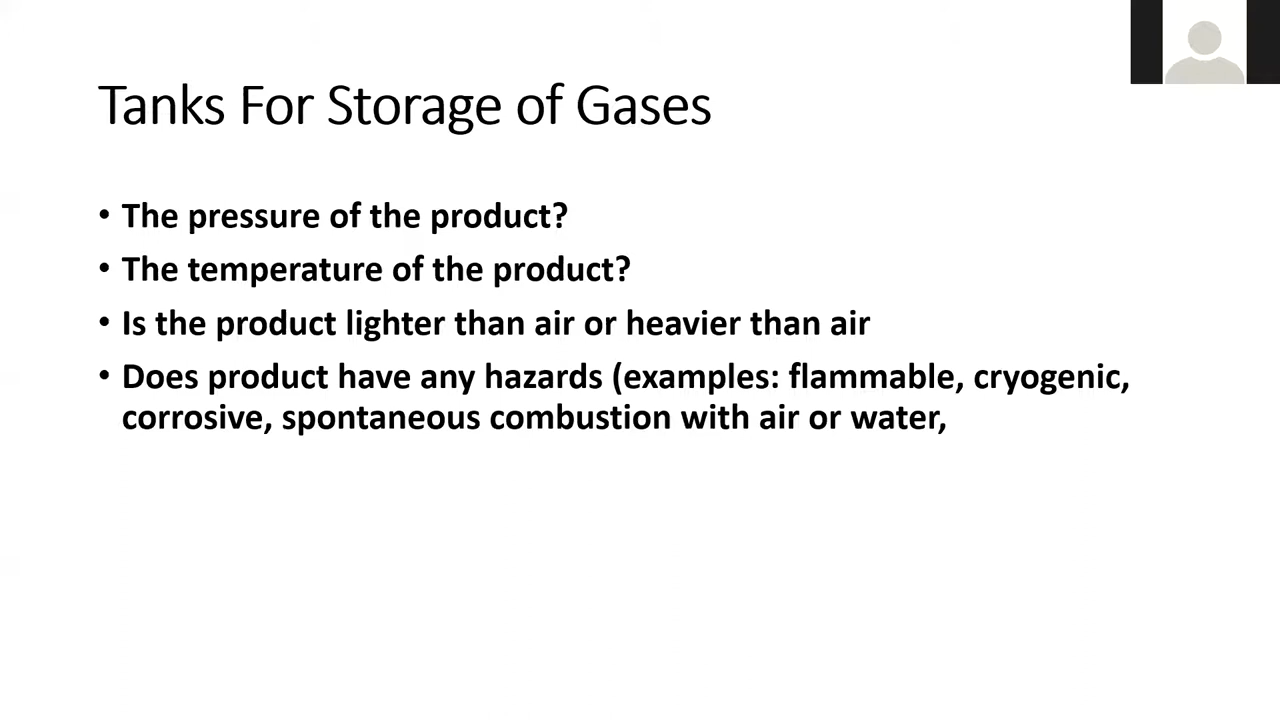 Tanks For Storage of Gases
• The pressure of the product?
• The temperature of the product?
• Is the product lighter than air or heavier than air
• Does product have any hazards (examples: flammable, cryogenic,
corrosive, spontaneous combustion with air or water,